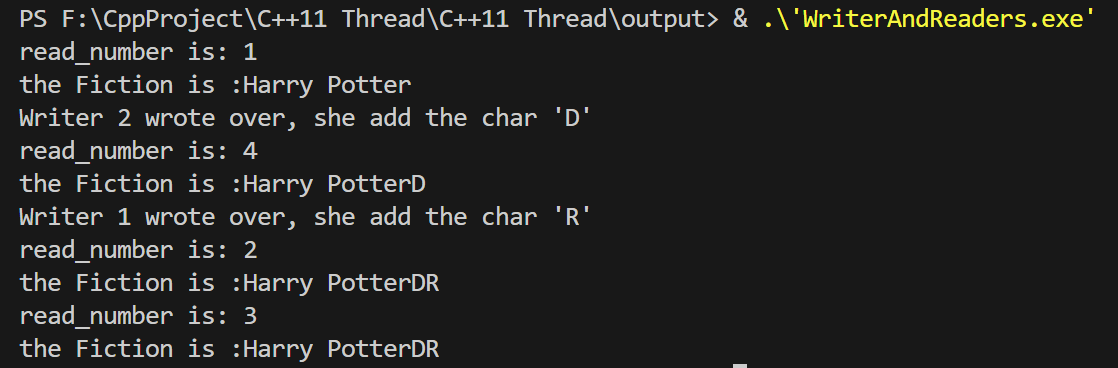 PS F:\CppProject\C++11 Thread\C++11 Thread\output> & .\'WriterAndReaders.exe'
read_number is: 1
the Fiction is :Harry Potter
Writer 2 wrote over, she add the char 'D'
read_number is: 4
the Fiction is :Harry PotterD
Writer 1 wrote over, she add the char 'R'
read_number is: 2
the Fiction is :Harry PotterDR
read_number is: 3
the Fiction is :Harry PotterDR